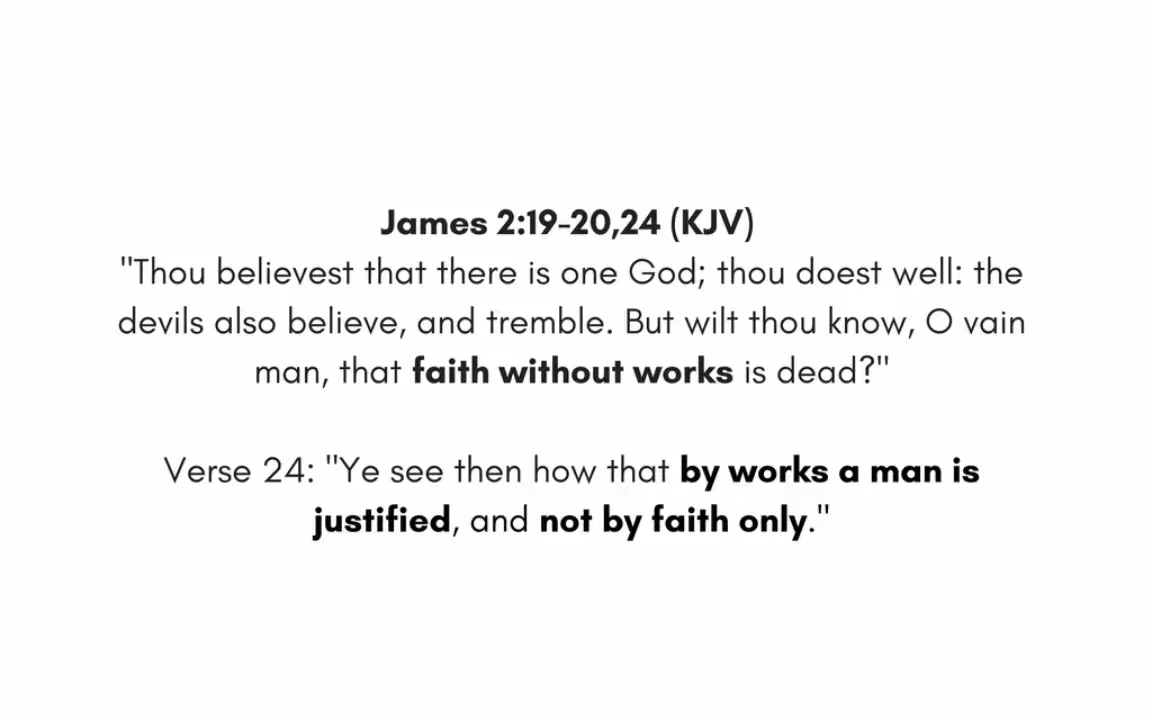 James 2:19-20,24 (KJV)
"Thou believest that there is one God; thou doest well: the
devils also believe, and tremble. But wilt thou know, O vain
man, that faith without works is dead?"
Verse 24: "Ye see then how that by works a man is
justified, and not by faith only."